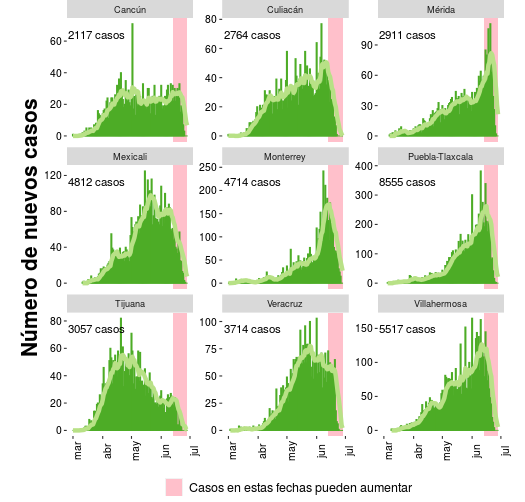 Número de nuevos casos
Cancún
2117 casos
60
40
20
0
Culiacán
2764 casos
80
60
40
20
0
Mérida
2911 casos
90
60
30
0
Mexicali
4812 casos
120
80
40
0
Monterrey
4714 casos
250
200
150
100
50
0
Puebla-Tlaxcala
8555 casos
400
300
200
100
0
Tijuana
3057 casos
80
60
40
20
0
Veracruz
3714 casos
100
75
50
25
0
Villahermosa
5517 casos
150
100
50
0
mar abr may jun jul
mar abr may jun jul
mar abr may jun jul
Casos en estas fechas pueden aumentar